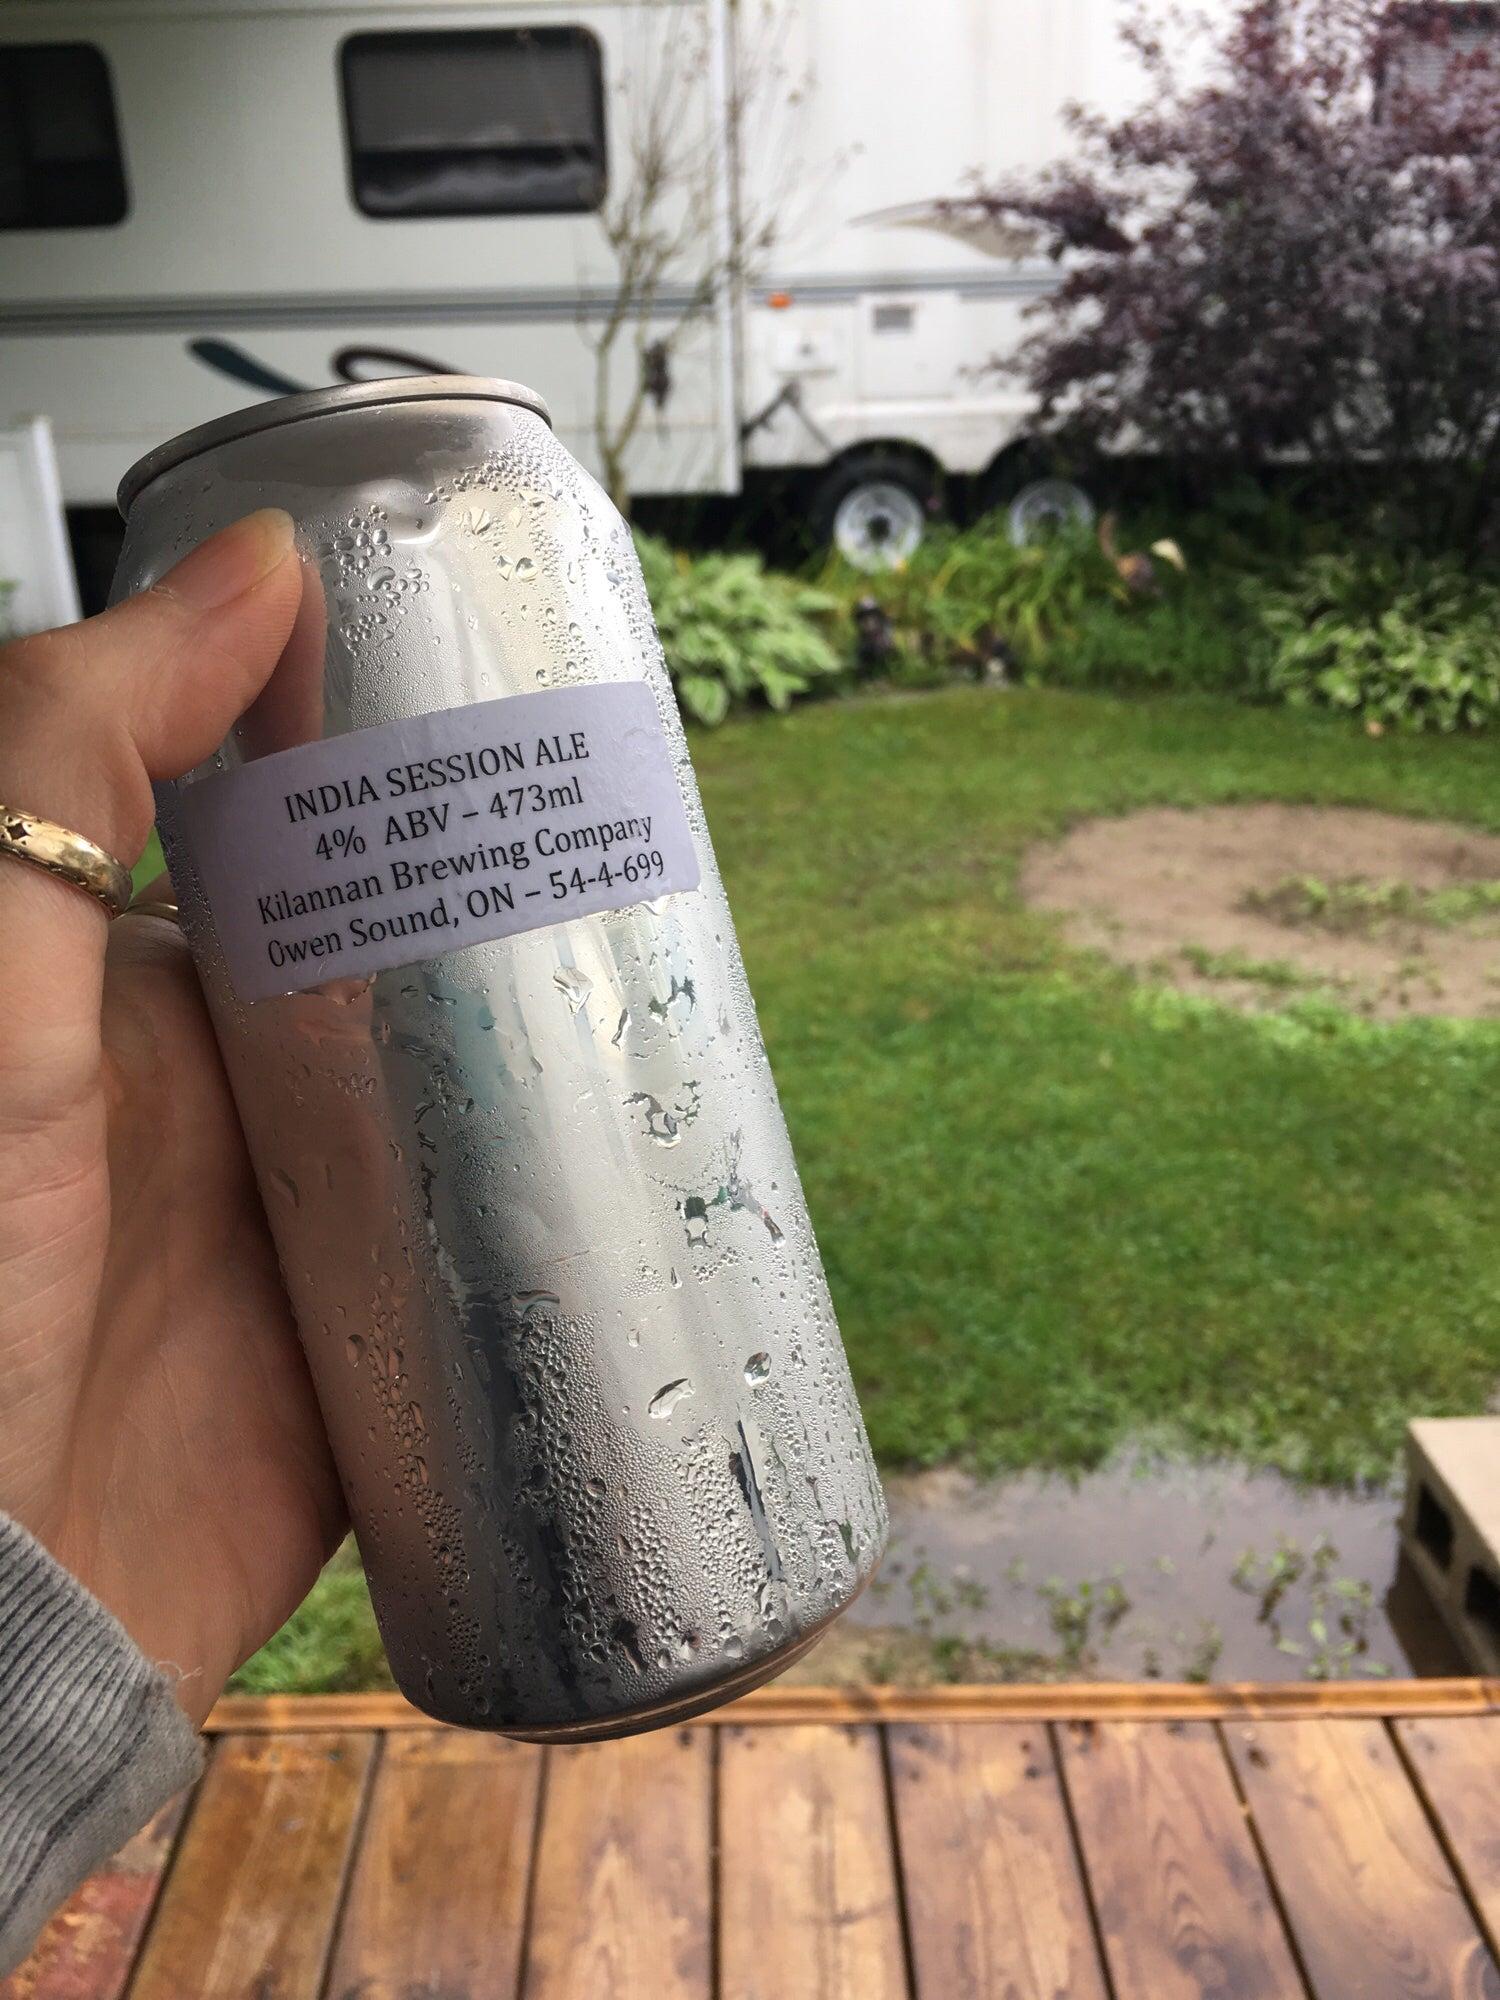 INDIA SESSION ALE
4% ABV – 473ml
Kilannan Brewing Company
Owen Sound, ON – 54-4-699